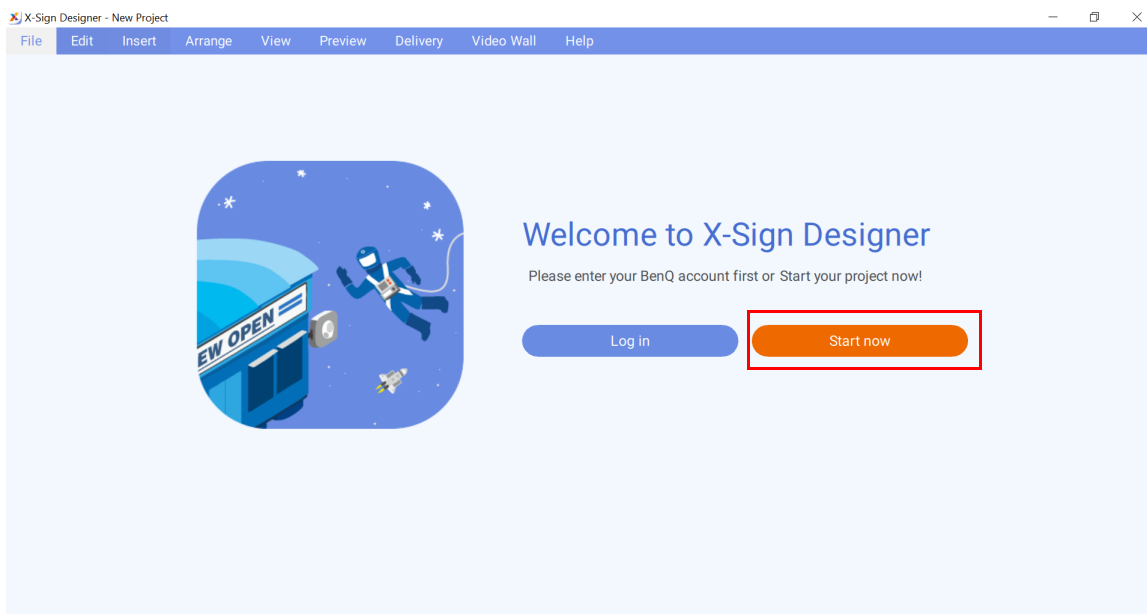 X-Sign Designer - New Project
File Edit Insert Arrange View Preview Delivery Video Wall Help
Welcome to X-Sign Designer
Please enter your BenQ account first or Start your project now!
Log in Start now
EW OPEN